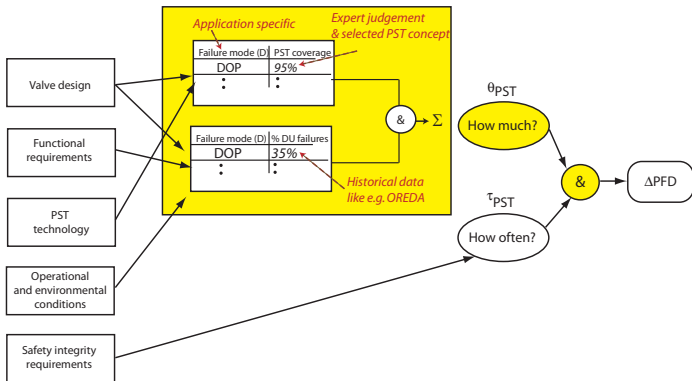 Application specific
Expert judgement
& selected PST concept
Failure mode (D) PST coverage
DOP 95%
:
:
Valve design
Functional
requirements
PST
technology
Operational
and environmental
conditions
Safety integrity
requirements
Failure mode (D) % DU failures
DOP 35%
:
:
Historical data
like e.g. OREDA
& Σ
θPST
How much?
τPST
How often?
&
ΔPFD